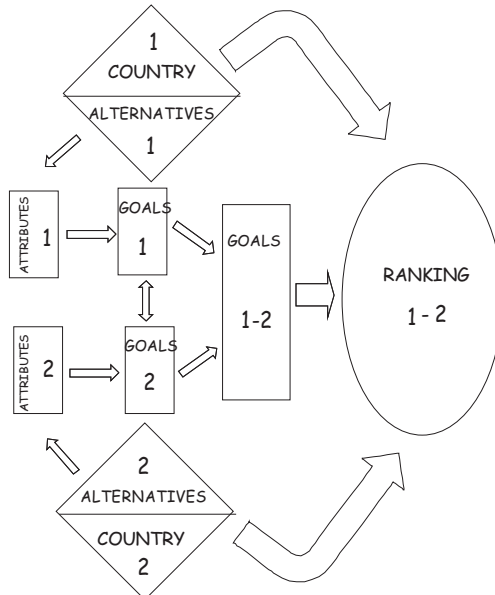 1
COUNTRY
ALTERNATIVES
1
ATTRIBUTES
1
GOALS
1
GOALS
1-2
RANKING
1 - 2
ATTRIBUTES
2
GOALS
2
2
ALTERNATIVES
COUNTRY
2